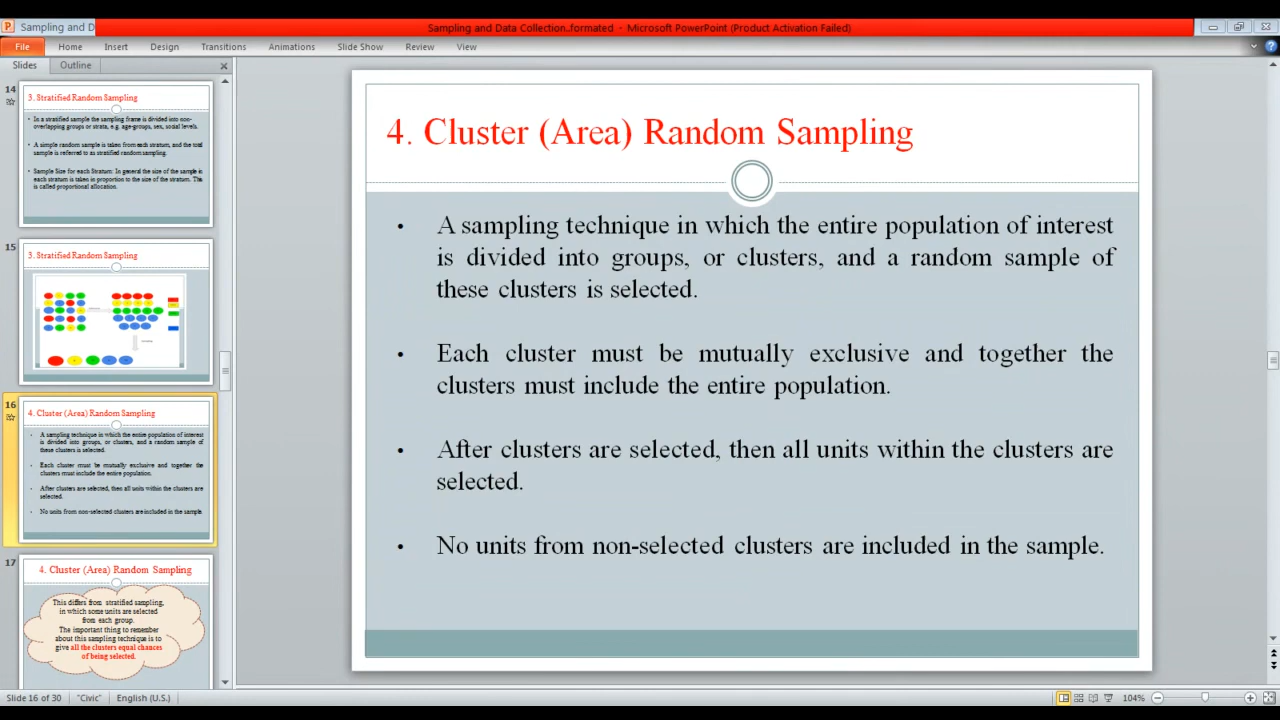 Sampling and D
Sampling and Data Collection..formated - Microsoft PowerPoint (Product Activation Failed)
File Home Insert Design Transitions Animations Slide Show Review View
Slides Outline
14
3. Stratified Random Sampling
• In a stratified sample the sampling frame is divided into non-
overlapping groups or strata, e.g. age-groups, sex, social levels.
• A simple random sample is taken from each stratum, and the total
sample is referred to as stratified random sampling.
• Sample Size for each Stratum: In general the size of the sample in
each stratum is taken in proportion to the size of the stratum. This
is called proportional allocation.
15
3. Stratified Random Sampling
16
4. Cluster (Area) Random Sampling
• A sampling technique in which the entire population of interest
is divided into groups, or clusters, and a random sample of
these clusters is selected.
• Each cluster must be mutually exclusive and together the
clusters must include the entire population.
• After clusters are selected, then all units within the clusters are
selected.
• No units from non-selected clusters are included in the sample.
17
4. Cluster (Area) Random Sampling
This differs from stratified sampling,
in which some units are selected
from each group.
The important thing to remember
about this sampling technique is to
give all the clusters equal chances
of being selected.
4. Cluster (Area) Random Sampling
• A sampling technique in which the entire population of interest
is divided into groups, or clusters, and a random sample of
these clusters is selected.
• Each cluster must be mutually exclusive and together the
clusters must include the entire population.
• After clusters are selected, then all units within the clusters are
selected.
• No units from non-selected clusters are included in the sample.
Slide 16 of 30 "Civic" English (U.S.) 104%